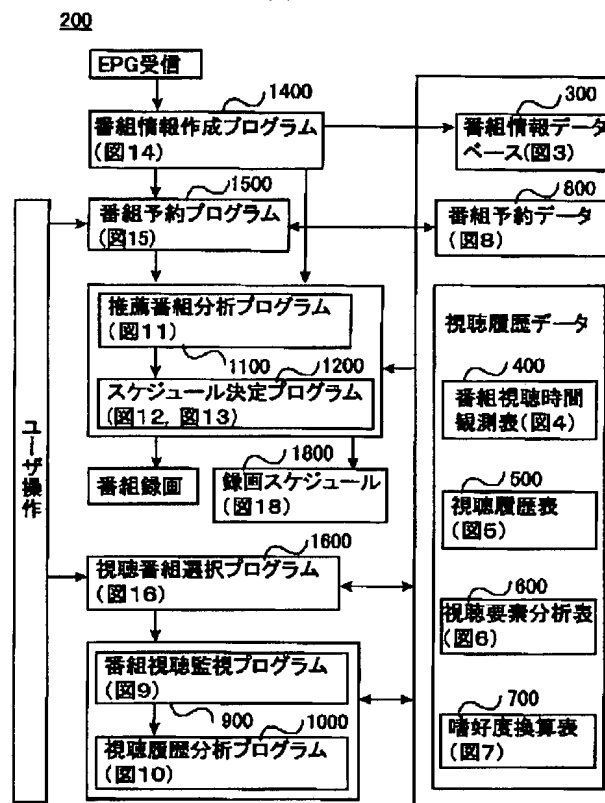 200
EPG受信
1400
番組情報作成プログラム
(図14)
300
番組情報データ
ベース(図3)
1500
番組予約プログラム
(図15)
800
番組予約データ
(図8)
推薦番組分析プログラム
(図11)
1100
1200
スケジュール決定プログラム
(図12, 図13)
視聴履歴データ
400
番組視聴時間
観測表(図4)
ユーザ操作
番組録画
1800
録画スケジュール
(図18)
500
視聴履歴表
(図5)
1600
視聴番組選択プログラム
(図16)
600
視聴要素分析表
(図6)
番組視聴監視プログラム
(図9)
900
1000
視聴履歴分析プログラム
(図10)
700
嗜好度換算表
(図7)